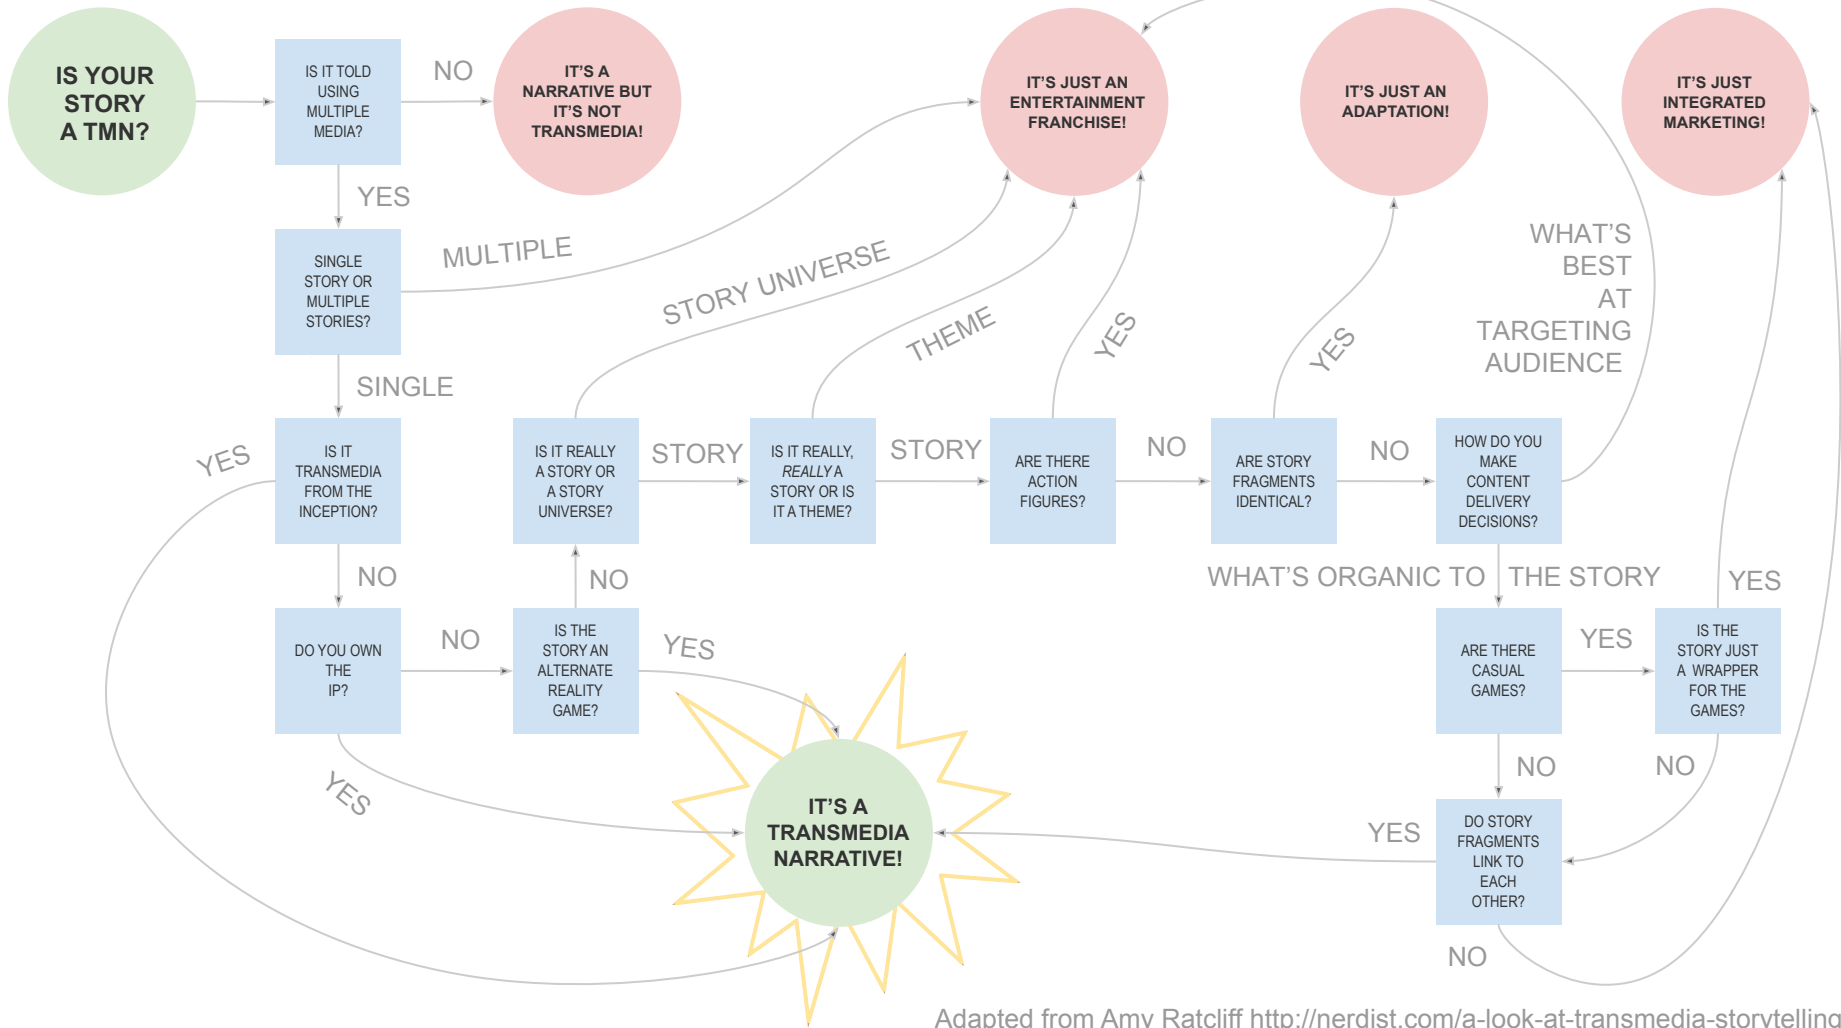 IS YOUR
STORY
A TMN?
IS IT TOLD
USING
MULTIPLE
MEDIA?
NO
IT'S A
NARRATIVE BUT
IT'S NOT
TRANSMEDIA!
IT'S JUST AN
ENTERTAINMENT
FRANCHISE!
IT'S JUST AN
ADAPTATION!
IT'S JUST
INTEGRATED
MARKETING!
YES
SINGLE
STORY OR
MULTIPLE
STORIES?
MULTIPLE
STORY UNIVERSE
THEME
YES
YES
WHAT'S
BEST
AT
TARGETING
AUDIENCE
SINGLE
YES
IS IT
TRANSMEDIA
FROM THE
INCEPTION?
IS IT REALLY
A STORY OR
A STORY
UNIVERSE?
STORY
IS IT REALLY,
REALLY A
STORY OR IS
IT A THEME?
STORY
ARE THERE
ACTION
FIGURES?
NO
ARE STORY
FRAGMENTS
IDENTICAL?
NO
HOW DO YOU
MAKE
CONTENT
DELIVERY
DECISIONS?
NO
NO
WHAT'S ORGANIC TO THE STORY
YES
DO YOU OWN
THE
IP?
NO
IS THE
STORY AN
ALTERNATE
REALITY
GAME?
YES
ARE THERE
CASUAL
GAMES?
YES
IS THE
STORY JUST
A WRAPPER
FOR THE
GAMES?
YES
NO
NO
IT'S A
TRANSMEDIA
NARRATIVE!
YES
DO STORY
FRAGMENTS
LINK TO
EACH
OTHER?
NO
Adapted from Amy Ratcliff http://nerdist.com/a-look-at-transmedia-storytelling